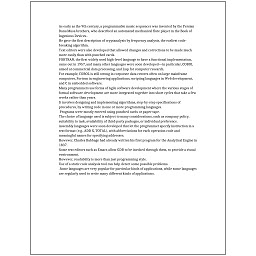 As early as the 9th century, a programmable music sequencer was invented by the Persian
Banu Musa brothers, who described an automated mechanical flute player in the Book of
Ingenious Devices.
He gave the first description of cryptanalysis by frequency analysis, the earliest code-
breaking algorithm.
Text editors were also developed that allowed changes and corrections to be made much
more easily than with punched cards.
FORTRAN, the first widely used high-level language to have a functional implementation,
came out in 1957, and many other languages were soon developed—in particular, COBOL
aimed at commercial data processing, and Lisp for computer research.
For example, COBOL is still strong in corporate data centers often on large mainframe
computers, Fortran in engineering applications, scripting languages in Web development,
and C in embedded software.
Many programmers use forms of Agile software development where the various stages of
formal software development are more integrated together into short cycles that take a few
weeks rather than years.
It involves designing and implementing algorithms, step-by-step specifications of
procedures, by writing code in one or more programming languages.
Programs were mostly entered using punched cards or paper tape.
The choice of language used is subject to many considerations, such as company policy,
suitability to task, availability of third-party packages, or individual preference.
Assembly languages were soon developed that let the programmer specify instruction in a
text format (e.g., ADD X, TOTAL), with abbreviations for each operation code and
meaningful names for specifying addresses.
However, Charles Babbage had already written his first program for the Analytical Engine in
1837.
Some text editors such as Emacs allow GDB to be invoked through them, to provide a visual
environment.
However, readability is more than just programming style.
Use of a static code analysis tool can help detect some possible problems.
Some languages are very popular for particular kinds of applications, while some languages
are regularly used to write many different kinds of applications.